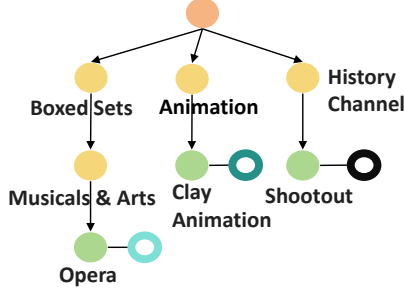 Boxed Sets
Animation
History
Channel
Musicals & Arts
Clay
Animation
Shootout
Opera